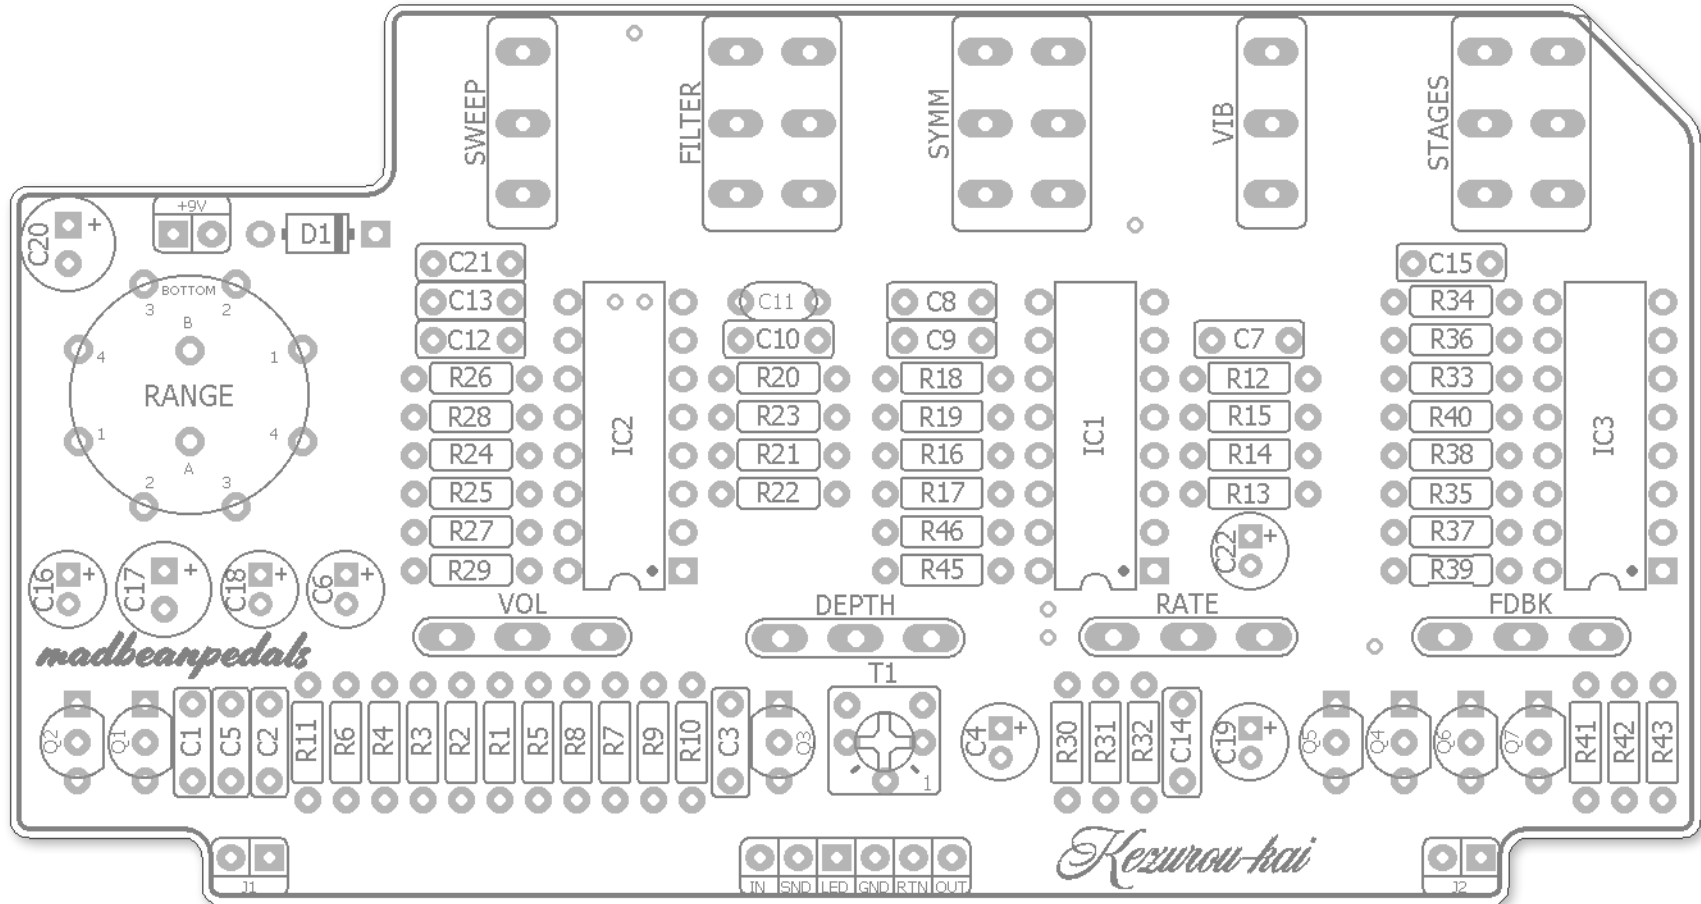 SWEEP FILTER SYMM VIB STAGES
+9V
C20 + D1
C21 C15
BOTTOM
3 2
B
C13 C11 C8 R34
4 1
C12 C10 C9 C7 R36
RANGE
R26 R20 R18 R12 R33
R28 R23 R19 R15 R40
1 4
A
IC2 IC1 IC3
R24 R21 R16 R14 R38
2 3
R25 R22 R17 R13 R35
R27 R46 C22 + R37
R29 R45 R39
C16 + C17 + C18 + C6 +
VOL DEPTH RATE FDBK
madbeanpedals
T1
Q2 Q1 C1 C5 C2 R11 R6 R4 R3 R2 R1 R5 R8 R7 R9 R10 C3 Q3 C4 + R30 R31 R32 C14 C19 + Q5 Q4 Q6 Q7 R41 R42 R43
1
Kezurou-kai
J1 IN SND LED GND RTN OUT J2